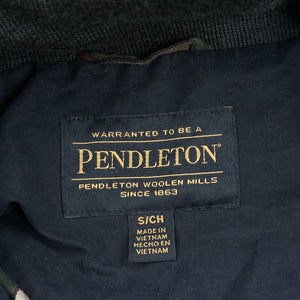 WARRANTED TO BE A
PENDLETON®
PENDLETON WOOLEN MILLS
SINCE 1863
S/CH
MADE IN
VIETNAM
HECHO EN
VIETNAM